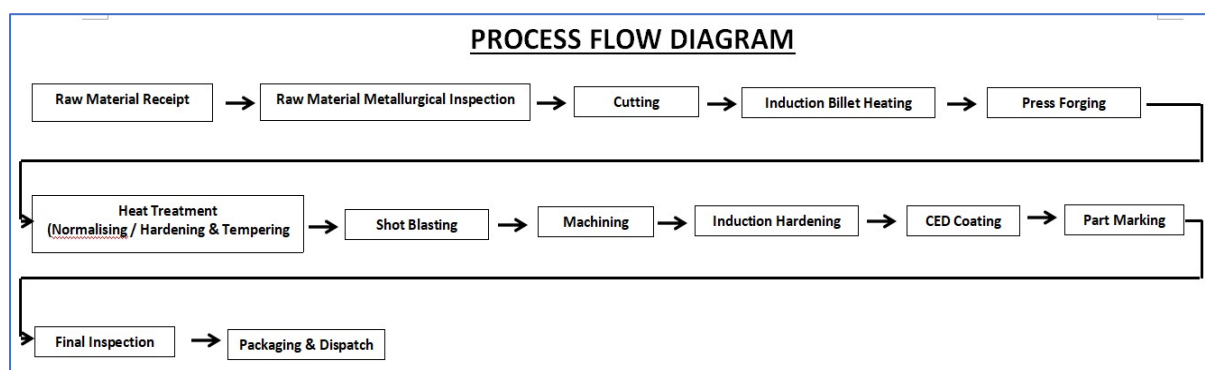 PROCESS FLOW DIAGRAM
Raw Material Receipt
Raw Material Metallurgical Inspection
Cutting
Induction Billet Heating
Press Forging
Heat Treatment
(Normalising / Hardening & Tempering
Shot Blasting
Machining
Induction Hardening
CED Coating
Part Marking
Final Inspection
Packaging & Dispatch